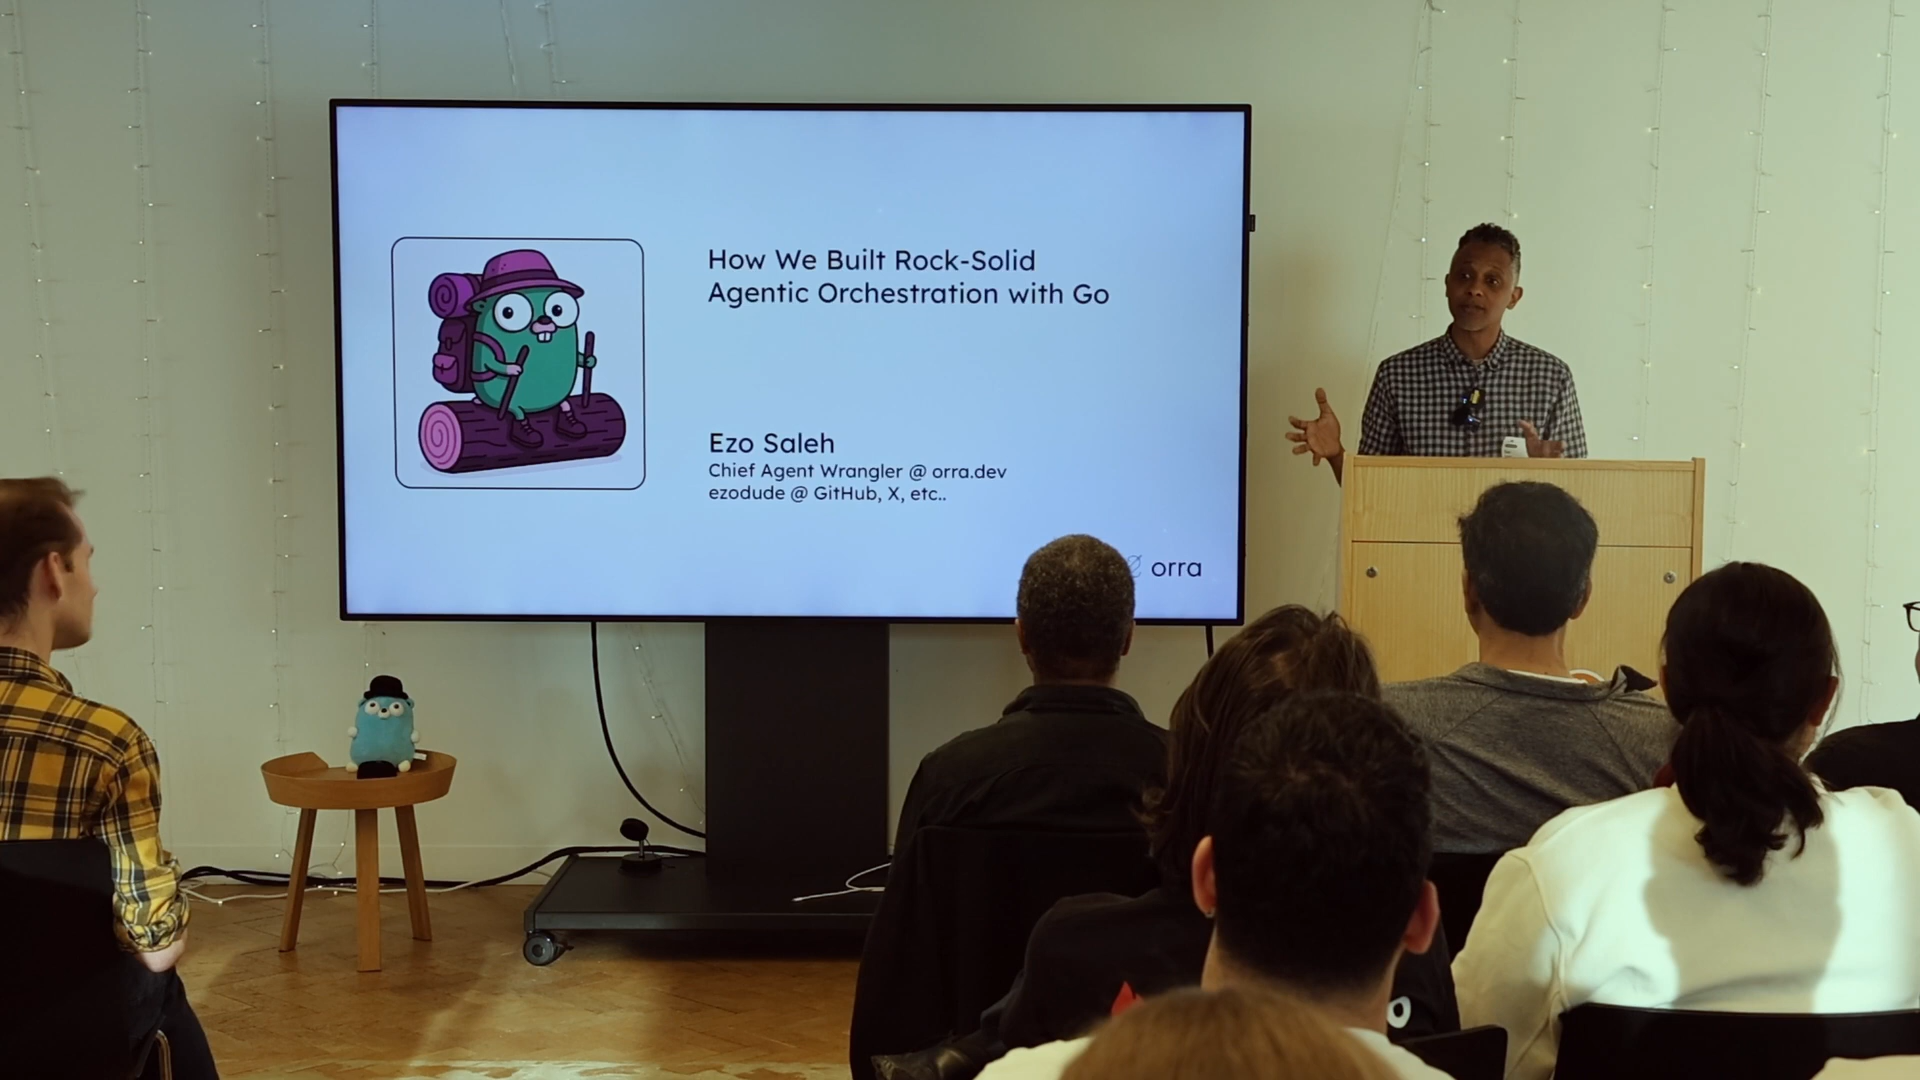 How We Built Rock-Solid
Agentic Orchestration with Go
Ezo Saleh
Chief Agent Wrangler @ orra.dev
ezodude @ GitHub, X, etc..
orra